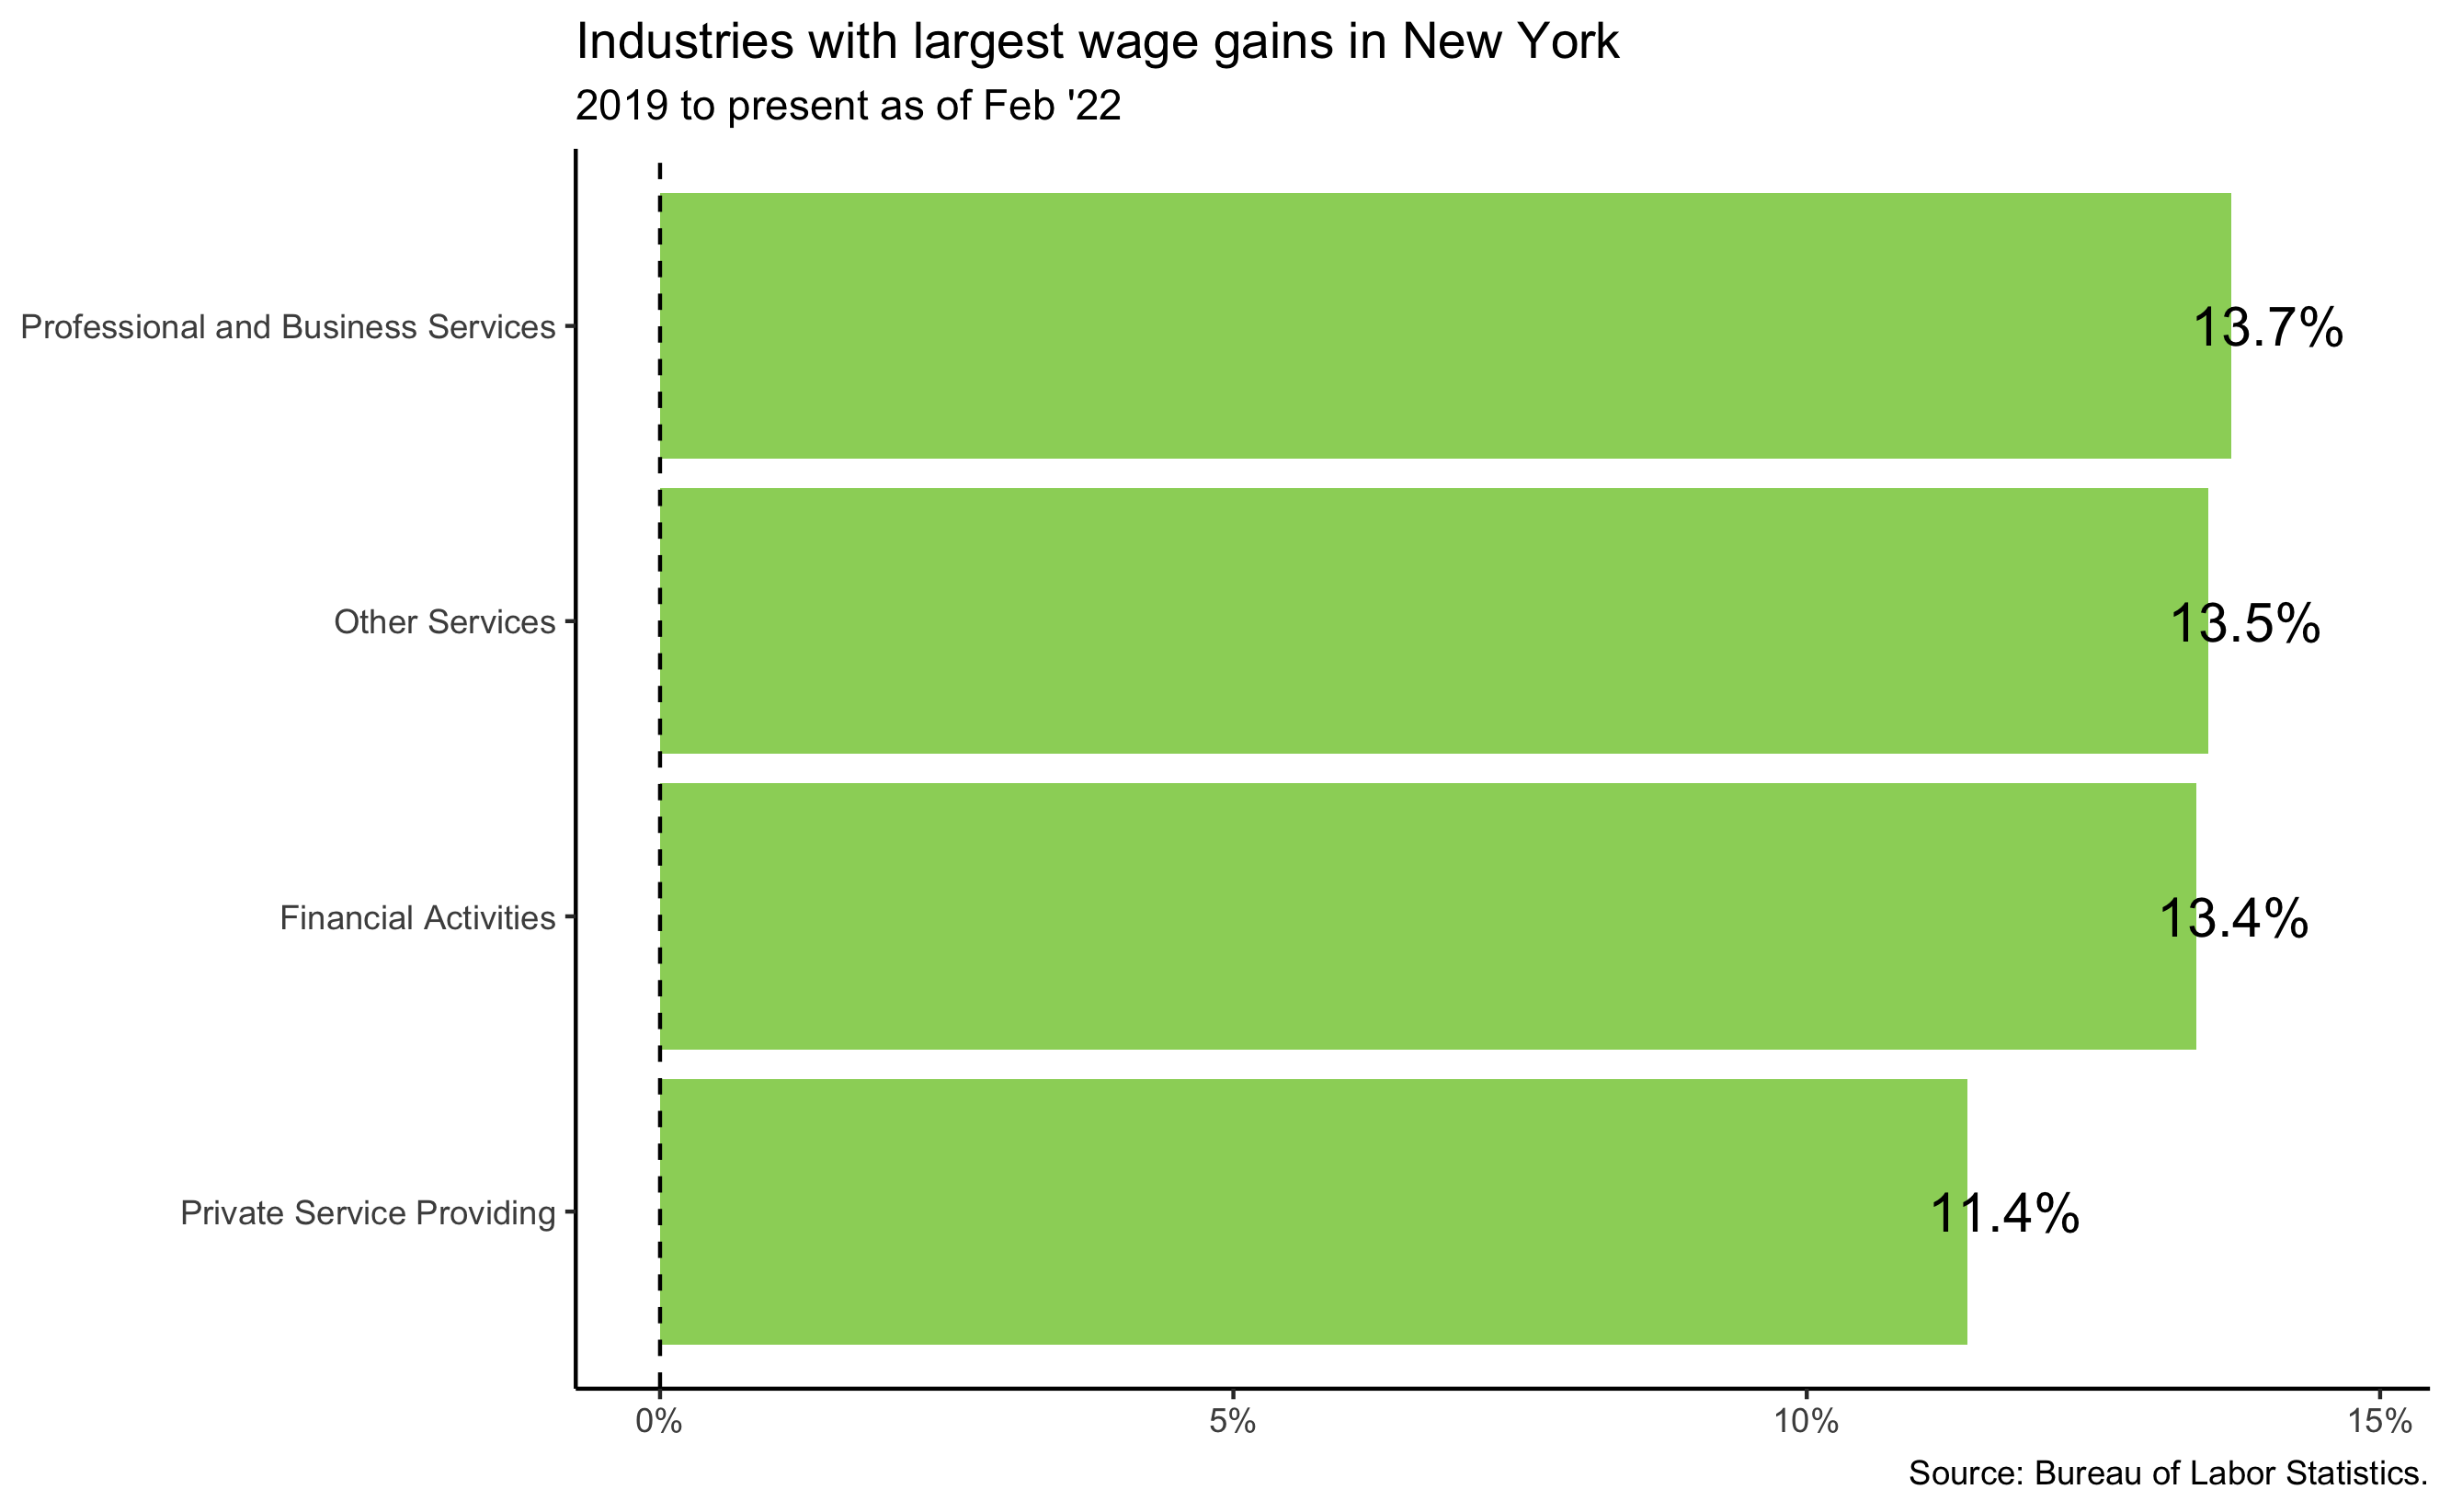 Industries with largest wage gains in New York
2019 to present as of Feb '22
Professional and Business Services
13.7%
Other Services
13.5%
Financial Activities
13.4%
Private Service Providing
11.4%
0% 5% 10% 15%
Source: Bureau of Labor Statistics.